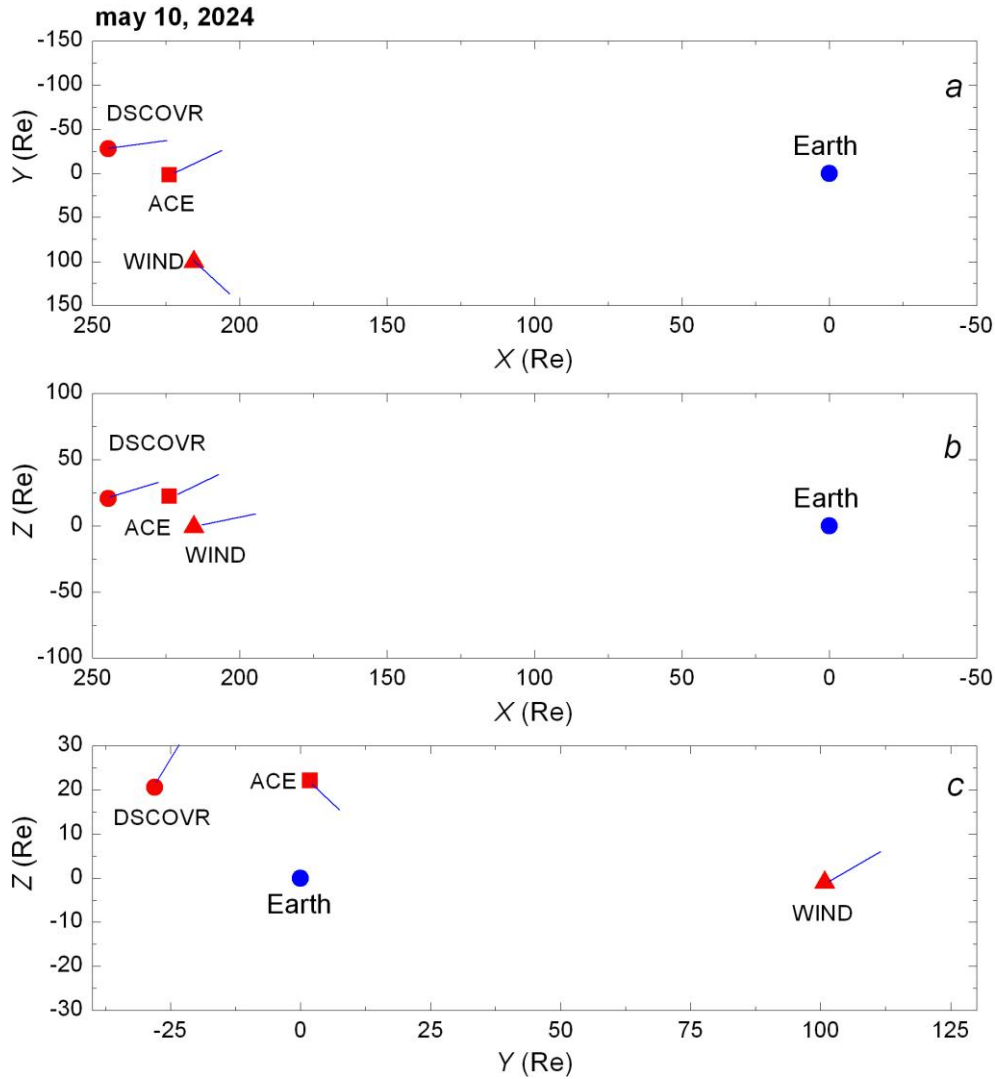 may 10, 2024
-150
-100
-50
0
50
100
150
Y (Re)
a
DSCOVR
ACE
WIND
Earth
250 200 150 100 50 0 -50
X (Re)
100
50
0
-50
-100
Z (Re)
b
DSCOVR
ACE
WIND
Earth
250 200 150 100 50 0 -50
X (Re)
30
20
10
0
-10
-20
-30
Z (Re)
c
ACE
DSCOVR
Earth
WIND
-25 0 25 50 75 100 125
Y (Re)